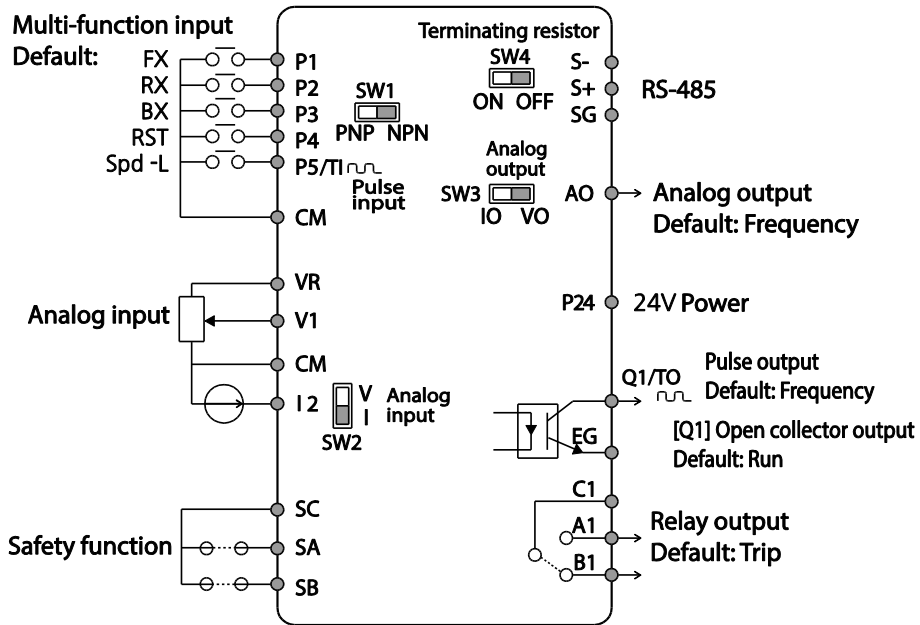 Multi-function input
Default:
FX
RX
BX
RST
Spd -L
P1
P2
P3
P4
P5/TI
Pulse
input
CM
SW1
PNP NPN
Terminating resistor
SW4
ON OFF
S-
S+
SG
RS-485
Analog
output
SW3
IO VO
AO
Analog output
Default: Frequency
Analog input
VR
V1
CM
I 2
V
I
SW2
Analog
input
P24
24V Power
Q1/TO
Pulse output
Default: Frequency
EG
[Q1] Open collector output
Default: Run
C1
A1
B1
Relay output
Default: Trip
Safety function
SC
SA
SB